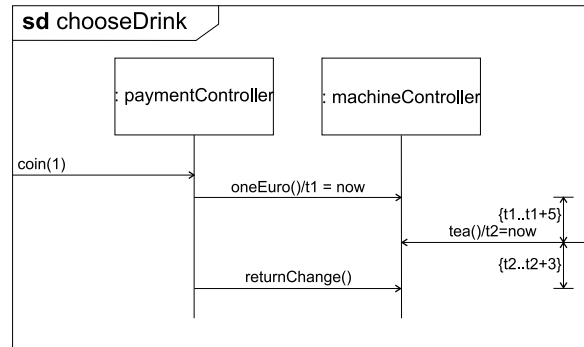 sd chooseDrink
: paymentController
: machineController
coin(1)
oneEuro()/t1 = now
{t1..t1+5}
tea()/t2=now
{t2..t2+3}
returnChange()